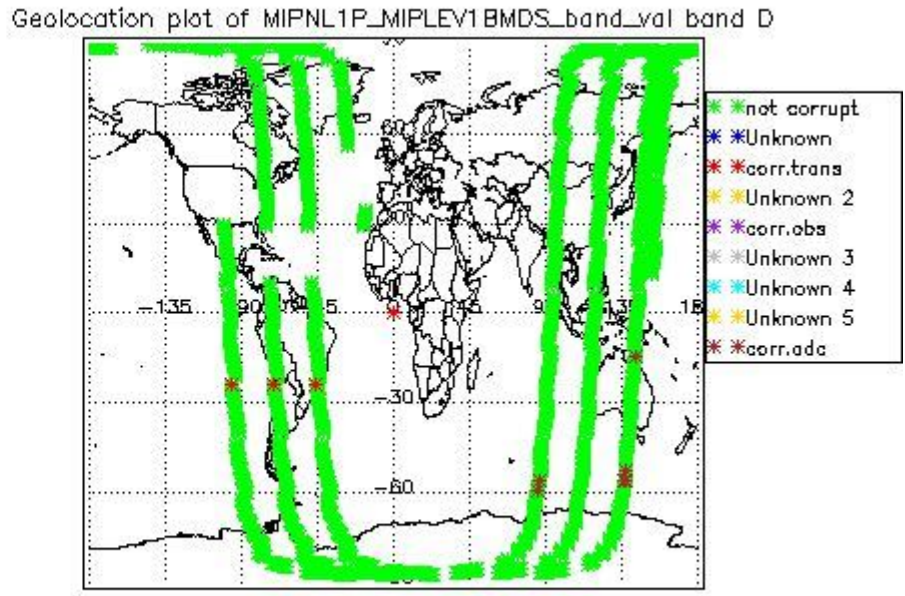 Geolocation plot of MIPNL1P_MIPLEV1BMDS_band_val band D
not corrupt
Unknown
corr.trans
Unknown 2
corr.obs
Unknown 3
Unknown 4
Unknown 5
corr.adc
60
-135
-30
-60